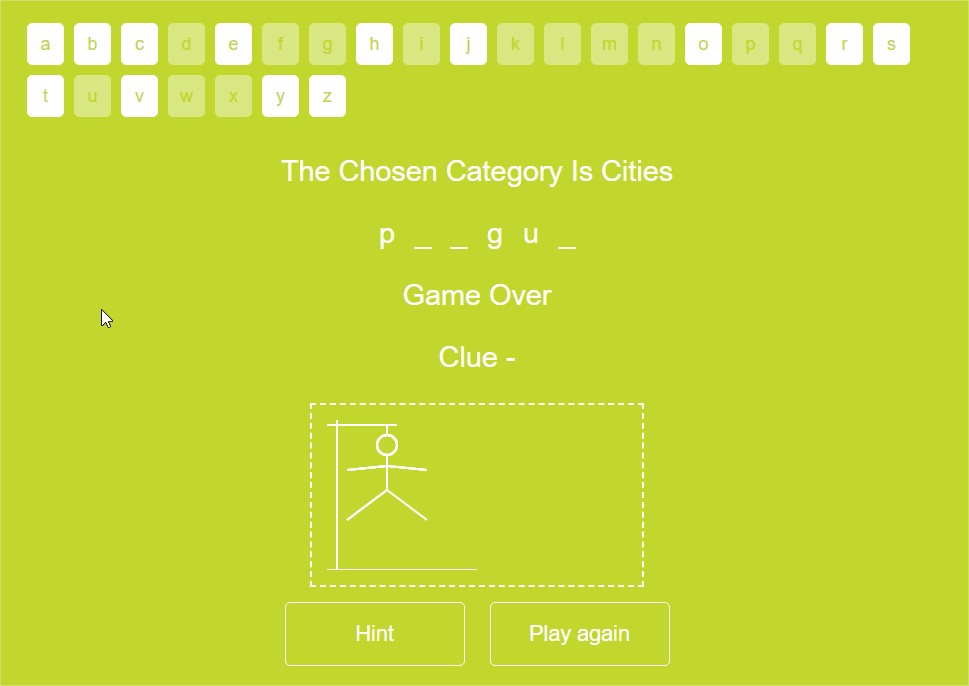 a b c d e f g h i j k l m n o p q r s
t u v w x y z
The Chosen Category Is Cities
p _ _ g u _
Game Over
Clue -
Hint Play again